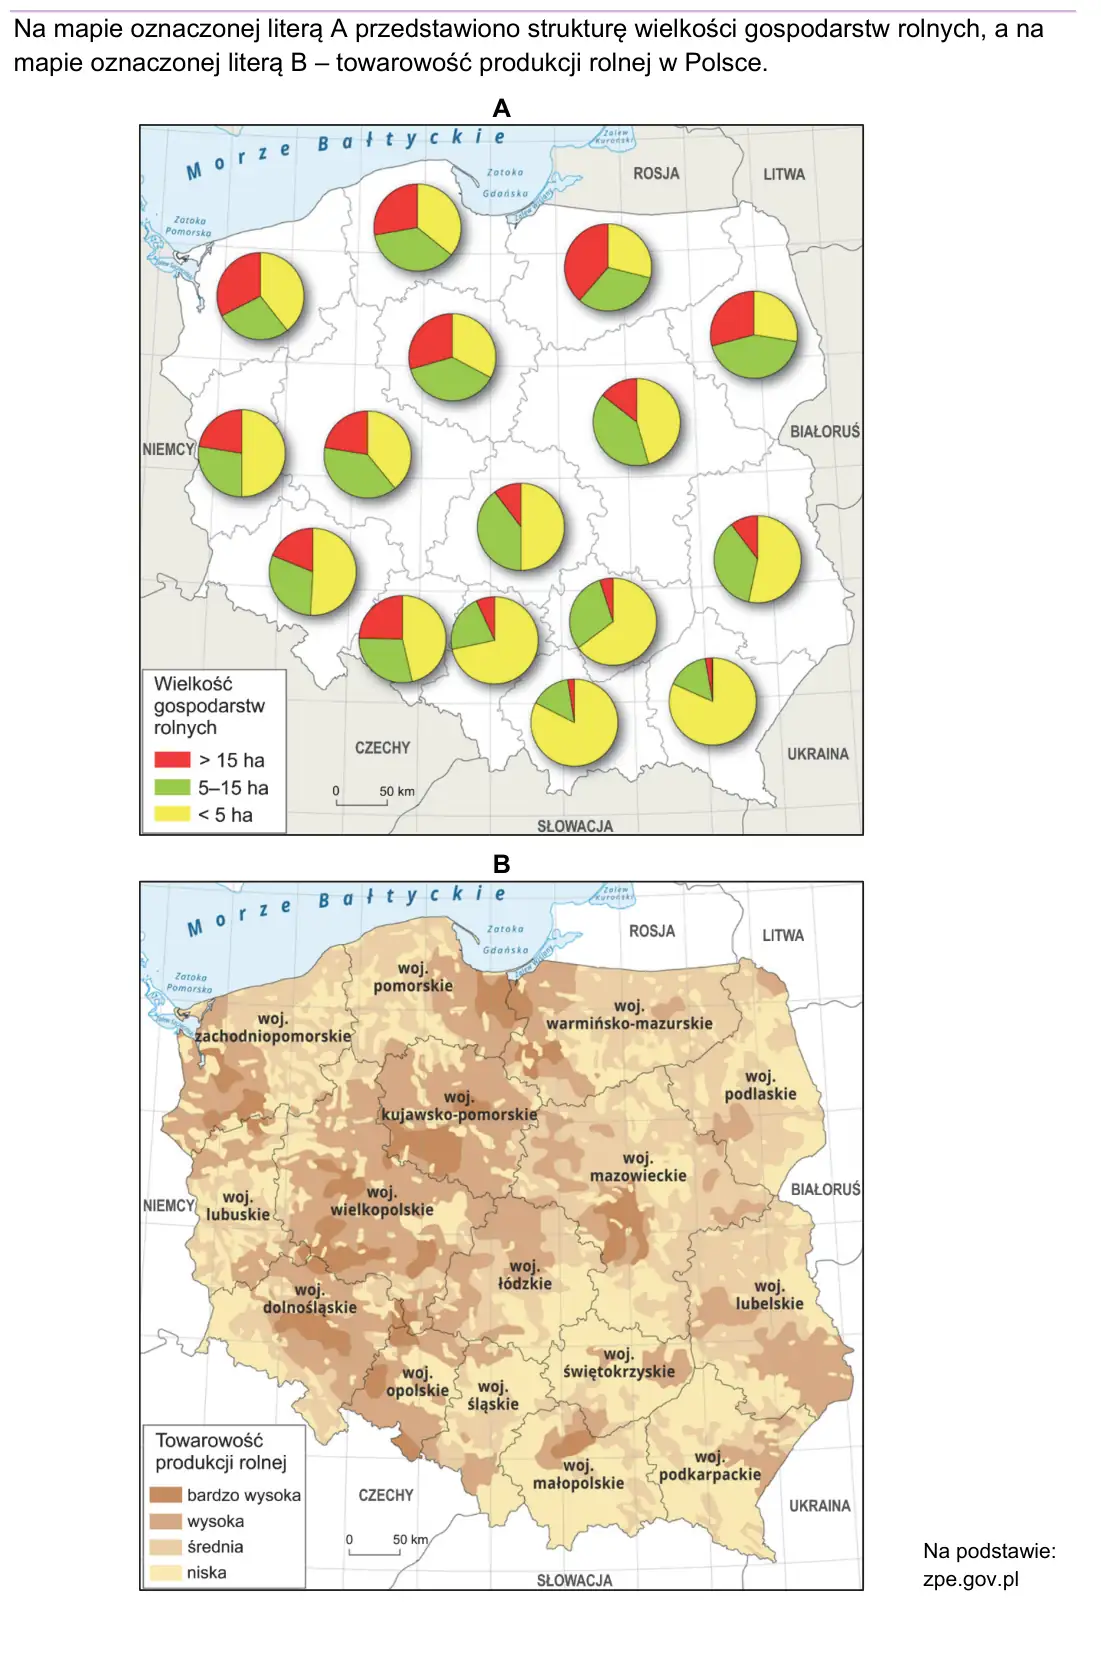 Na mapie oznaczonej literą A przedstawiono strukturę wielkości gospodarstw rolnych, a na
mapie oznaczonej literą B – towarowość produkcji rolnej w Polsce.
A
Morze Bałtyckie
Zalew
Kuroński
Zatoka
Gdańska
Zalew Wiślany
Zatoka
Pomorska
ROSJA
LITWA
NIEMCY
BIAŁORUŚ
CZECHY
UKRAINA
SŁOWACJA
Wielkość
gospodarstw
rolnych
> 15 ha
5–15 ha
< 5 ha
0 50 km
B
Morze Bałtyckie
Zalew
Kuroński
Zatoka
Gdańska
Zalew Wiślany
Zatoka
Pomorska
ROSJA
LITWA
woj.
pomorskie
woj.
zachodniopomorskie
woj.
warmińsko-mazurskie
woj.
podlaskie
woj.
kujawsko-pomorskie
woj.
mazowieckie
BIAŁORUŚ
NIEMCY
woj.
lubuskie
woj.
wielkopolskie
woj.
łódzkie
woj.
lubelskie
woj.
dolnośląskie
woj.
opolskie
woj.
śląskie
woj.
świętokrzyskie
woj.
małopolskie
woj.
podkarpackie
CZECHY
UKRAINA
SŁOWACJA
Towarowość
produkcji rolnej
bardzo wysoka
wysoka
średnia
niska
0 50 km
Na podstawie:
zpe.gov.pl